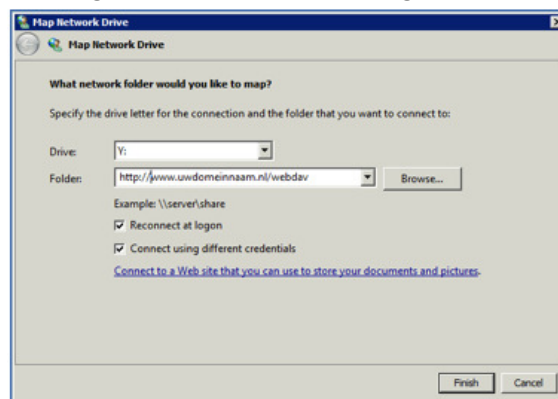 Map Network Drive
Map Network Drive
What network folder would you like to map?
Specify the drive letter for the connection and the folder that you want to connect to:
Drive: Y:
Folder: http://www.uwdomeinnaam.nl/webdav Browse...
Example: \\server\share
Reconnect at logon
Connect using different credentials
Connect to a Web site that you can use to store your documents and pictures.
Finish Cancel